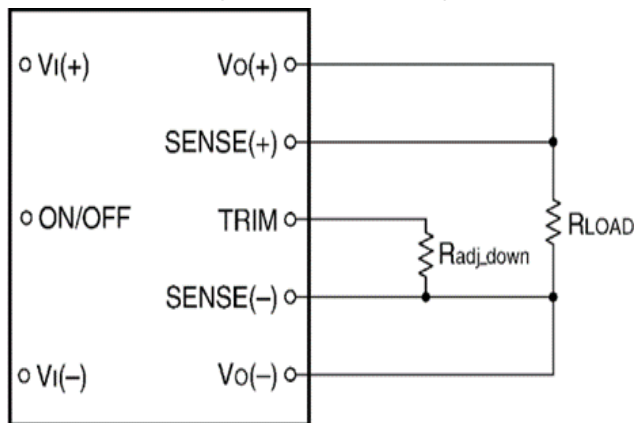 VI(+)
VO(+)
SENSE(+)
ON/OFF
TRIM
RLOAD
Radj_down
SENSE(−)
VI(−)
VO(−)